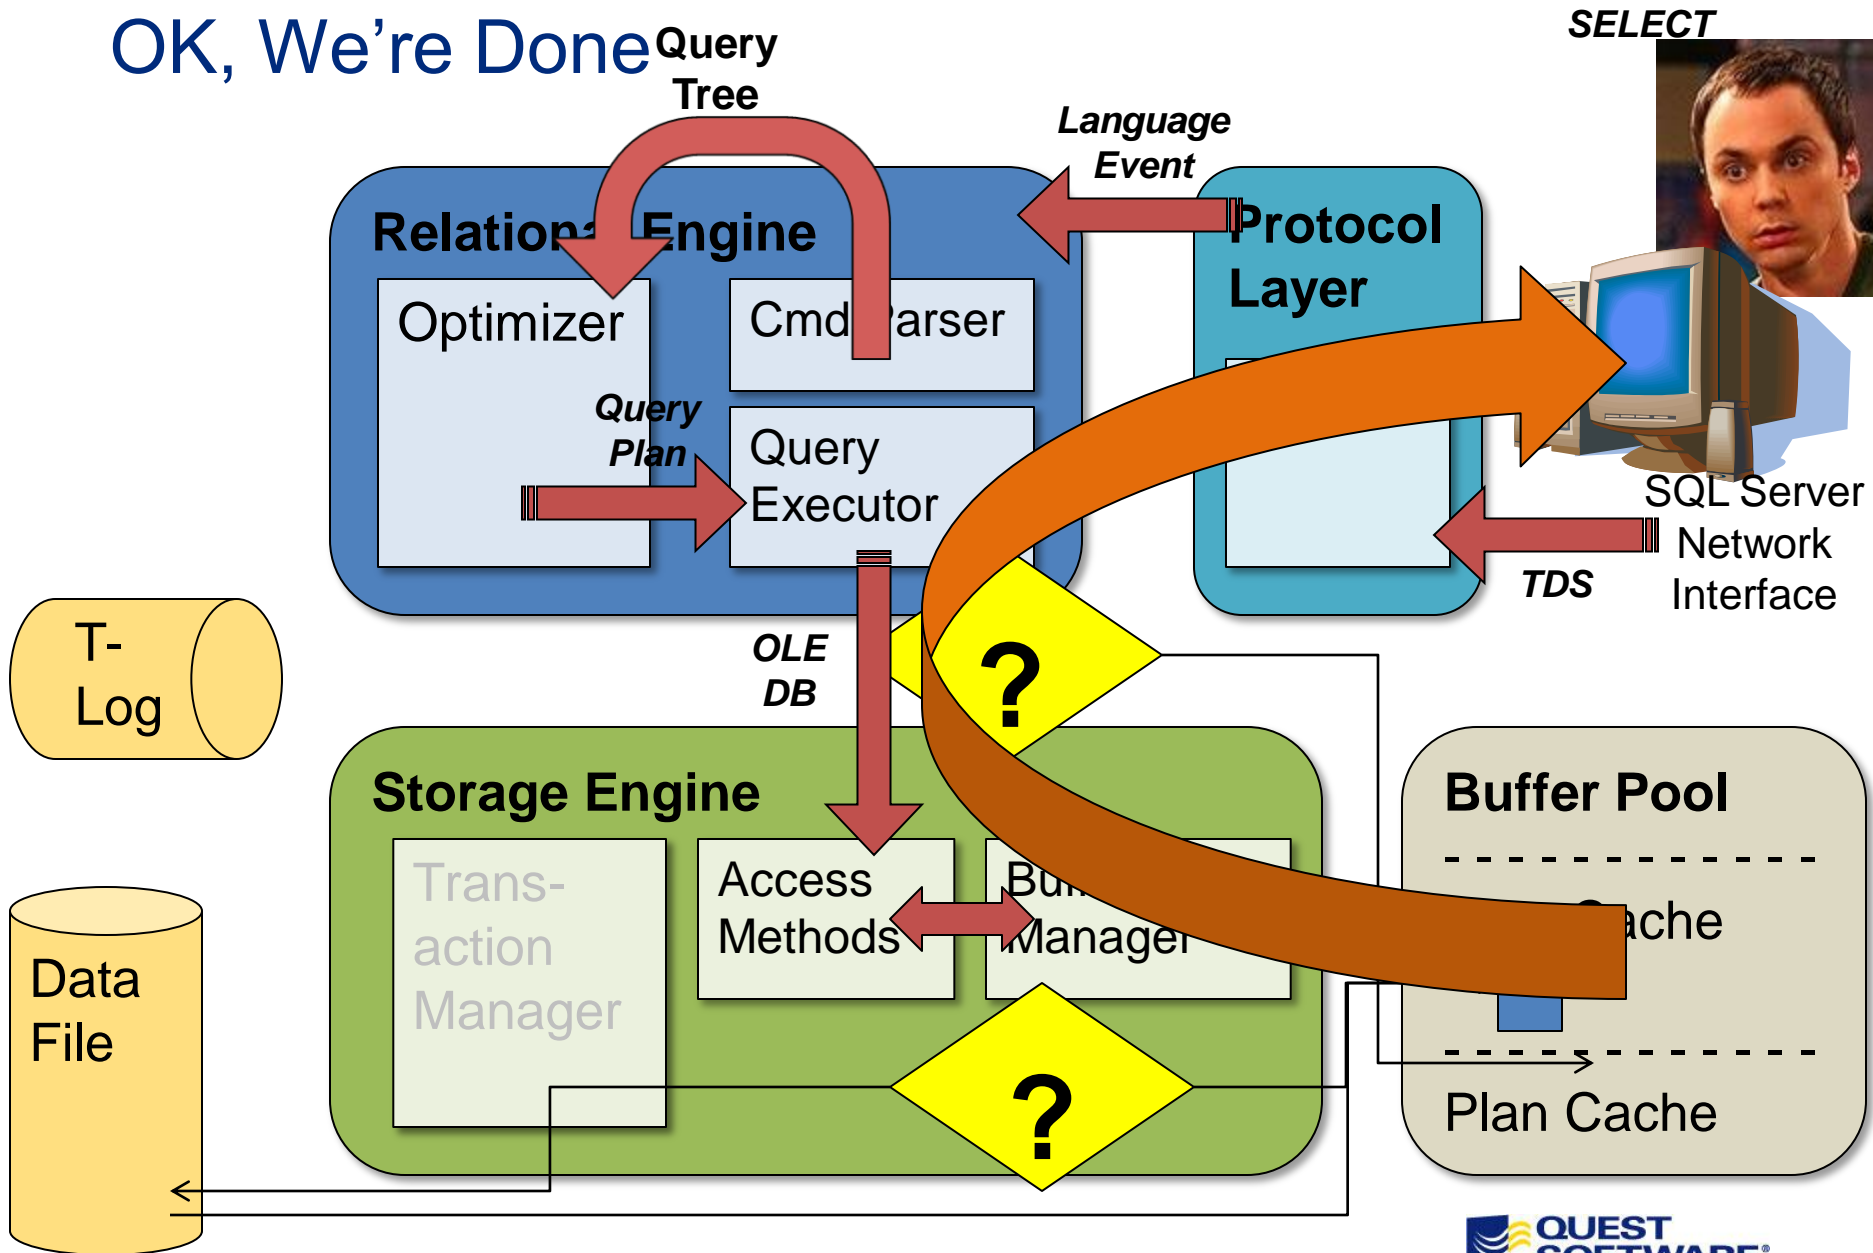 OK, We're Done
Query
Tree
SELECT
Language
Event
Relational Engine
Protocol
Layer
Optimizer
Cmd Parser
Query
Plan
Query
Executor
SQL Server
Network
Interface
TDS
T-
Log
OLE
DB
?
Storage Engine
Buffer Pool
Trans-
action
Manager
Access
Methods
Manager
Cache
Data
File
?
Plan Cache
QUEST
SOFTWARE®